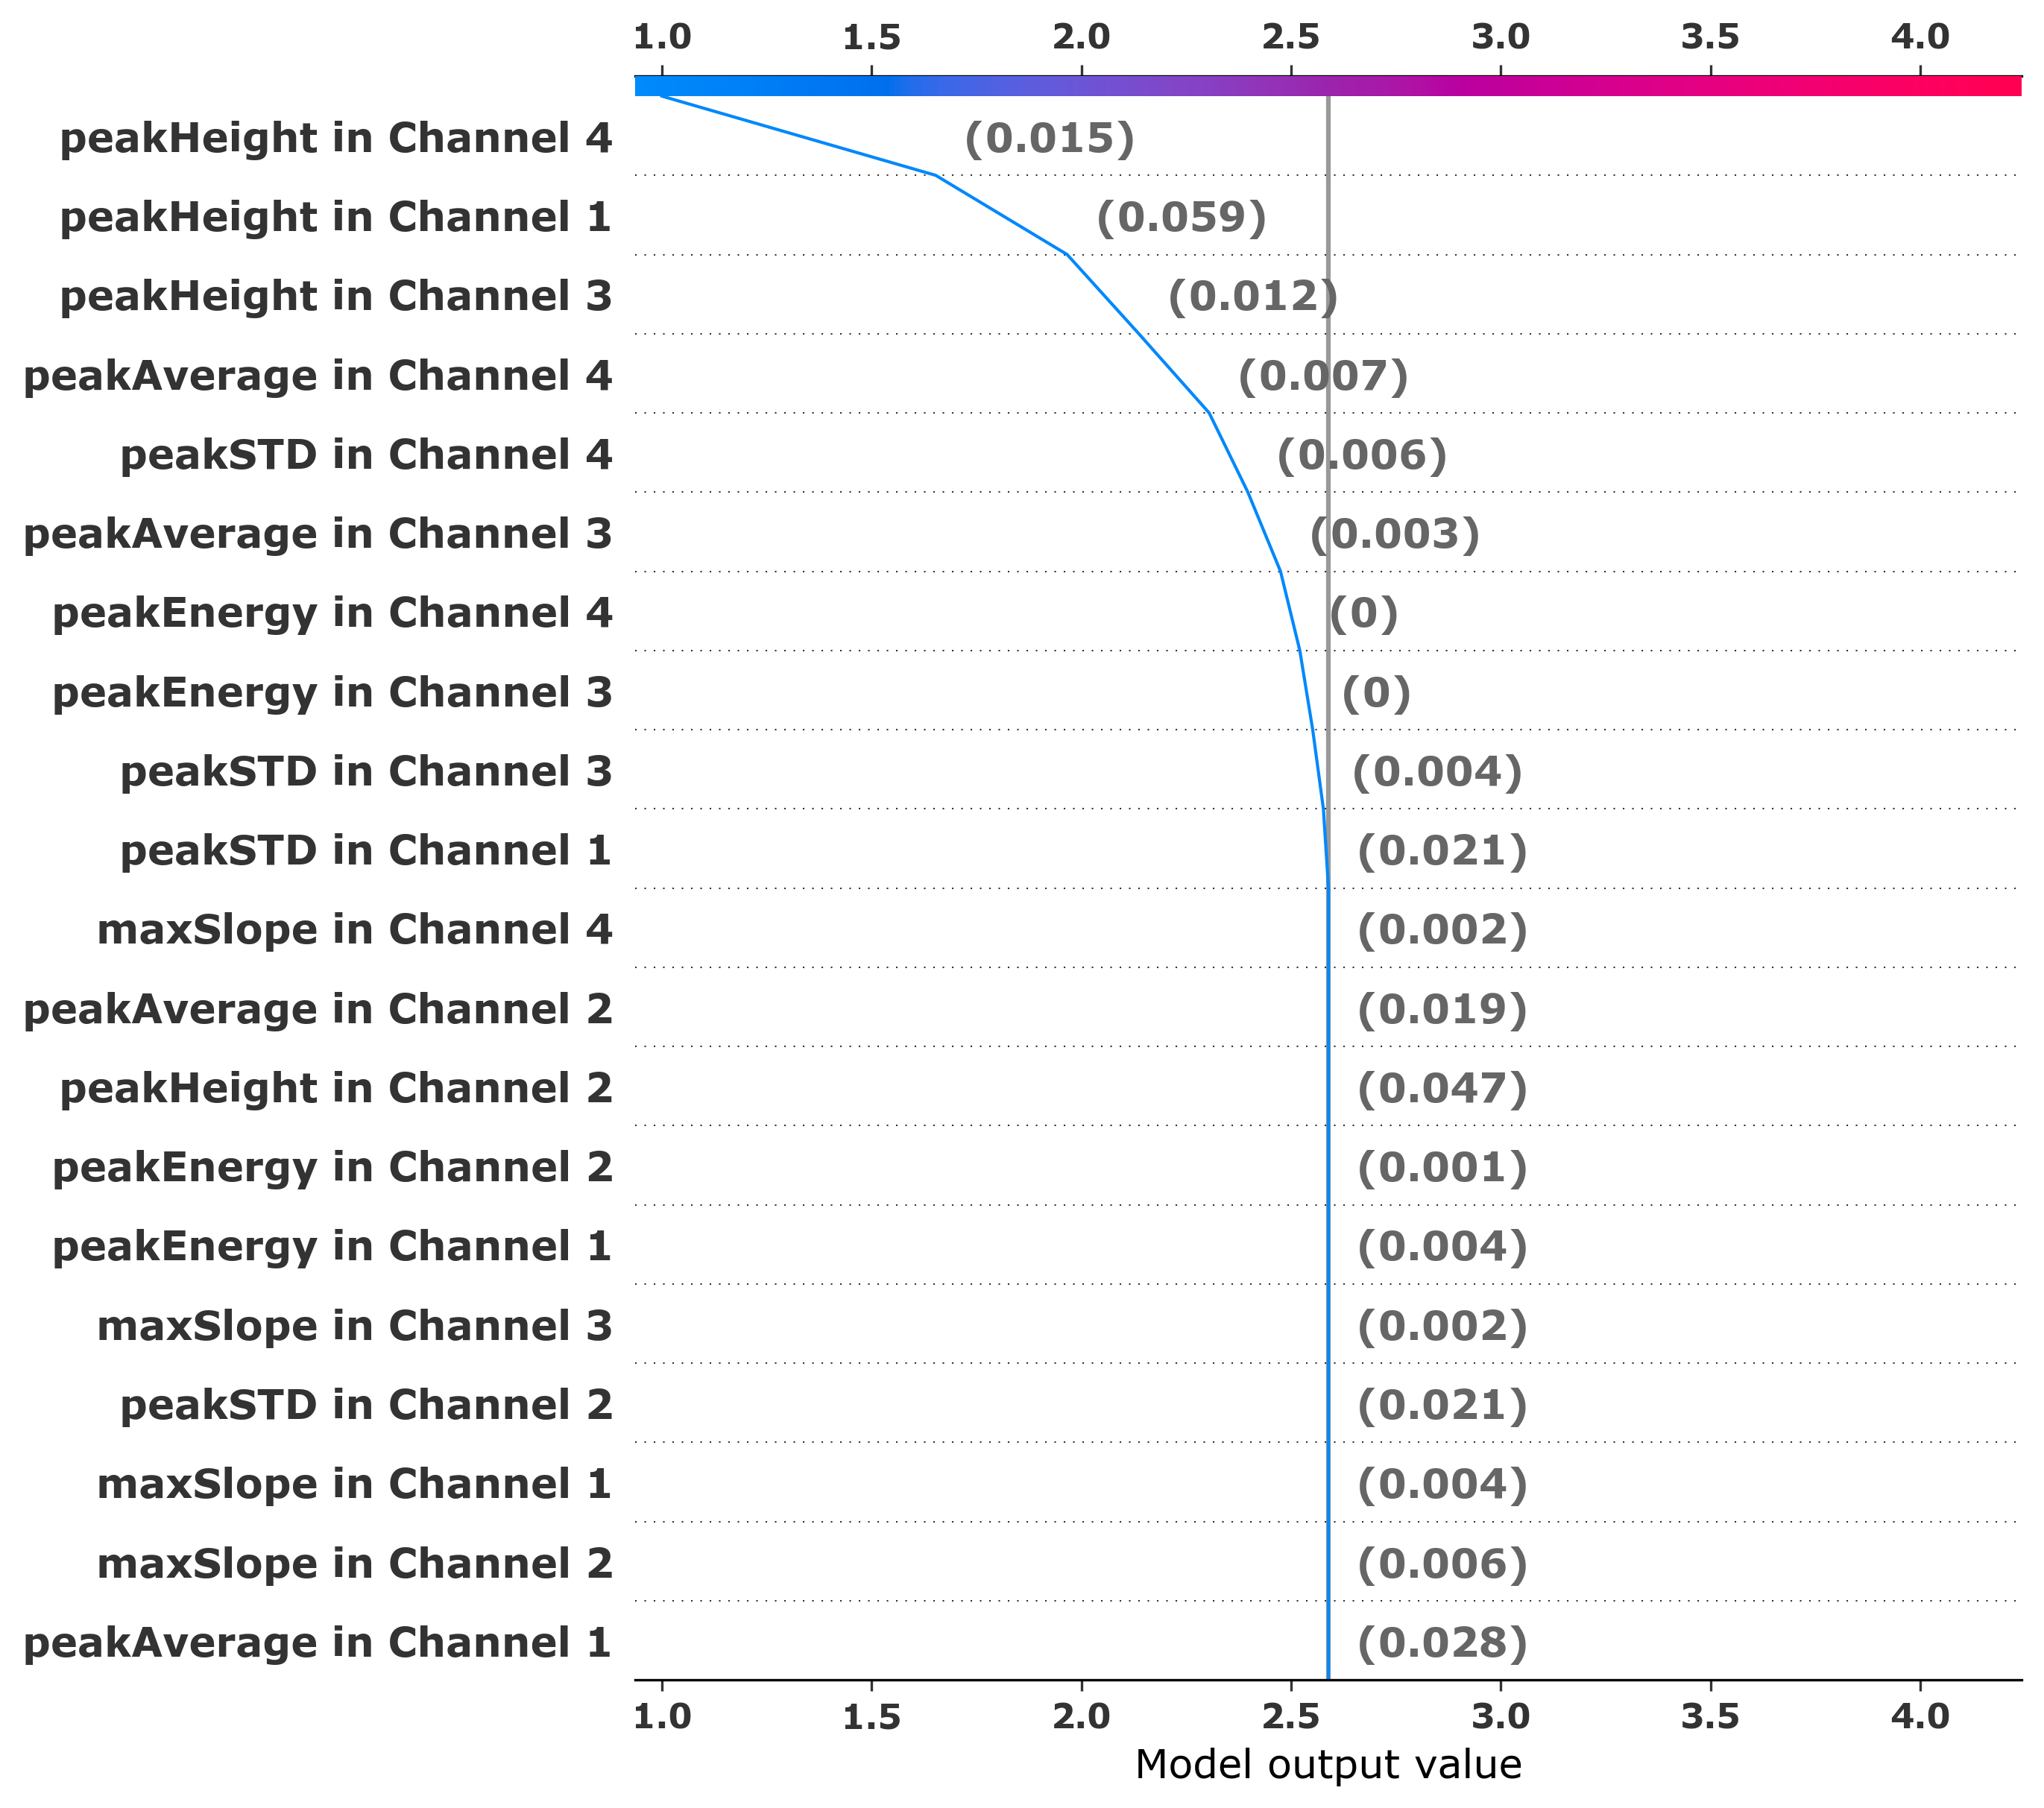 1.0 1.5 2.0 2.5 3.0 3.5 4.0
peakHeight in Channel 4 (0.015)
peakHeight in Channel 1 (0.059)
peakHeight in Channel 3 (0.012)
peakAverage in Channel 4 (0.007)
peakSTD in Channel 4 (0.006)
peakAverage in Channel 3 (0.003)
peakEnergy in Channel 4 (0)
peakEnergy in Channel 3 (0)
peakSTD in Channel 3 (0.004)
peakSTD in Channel 1 (0.021)
maxSlope in Channel 4 (0.002)
peakAverage in Channel 2 (0.019)
peakHeight in Channel 2 (0.047)
peakEnergy in Channel 2 (0.001)
peakEnergy in Channel 1 (0.004)
maxSlope in Channel 3 (0.002)
peakSTD in Channel 2 (0.021)
maxSlope in Channel 1 (0.004)
maxSlope in Channel 2 (0.006)
peakAverage in Channel 1 (0.028)
1.0 1.5 2.0 2.5 3.0 3.5 4.0
Model output value